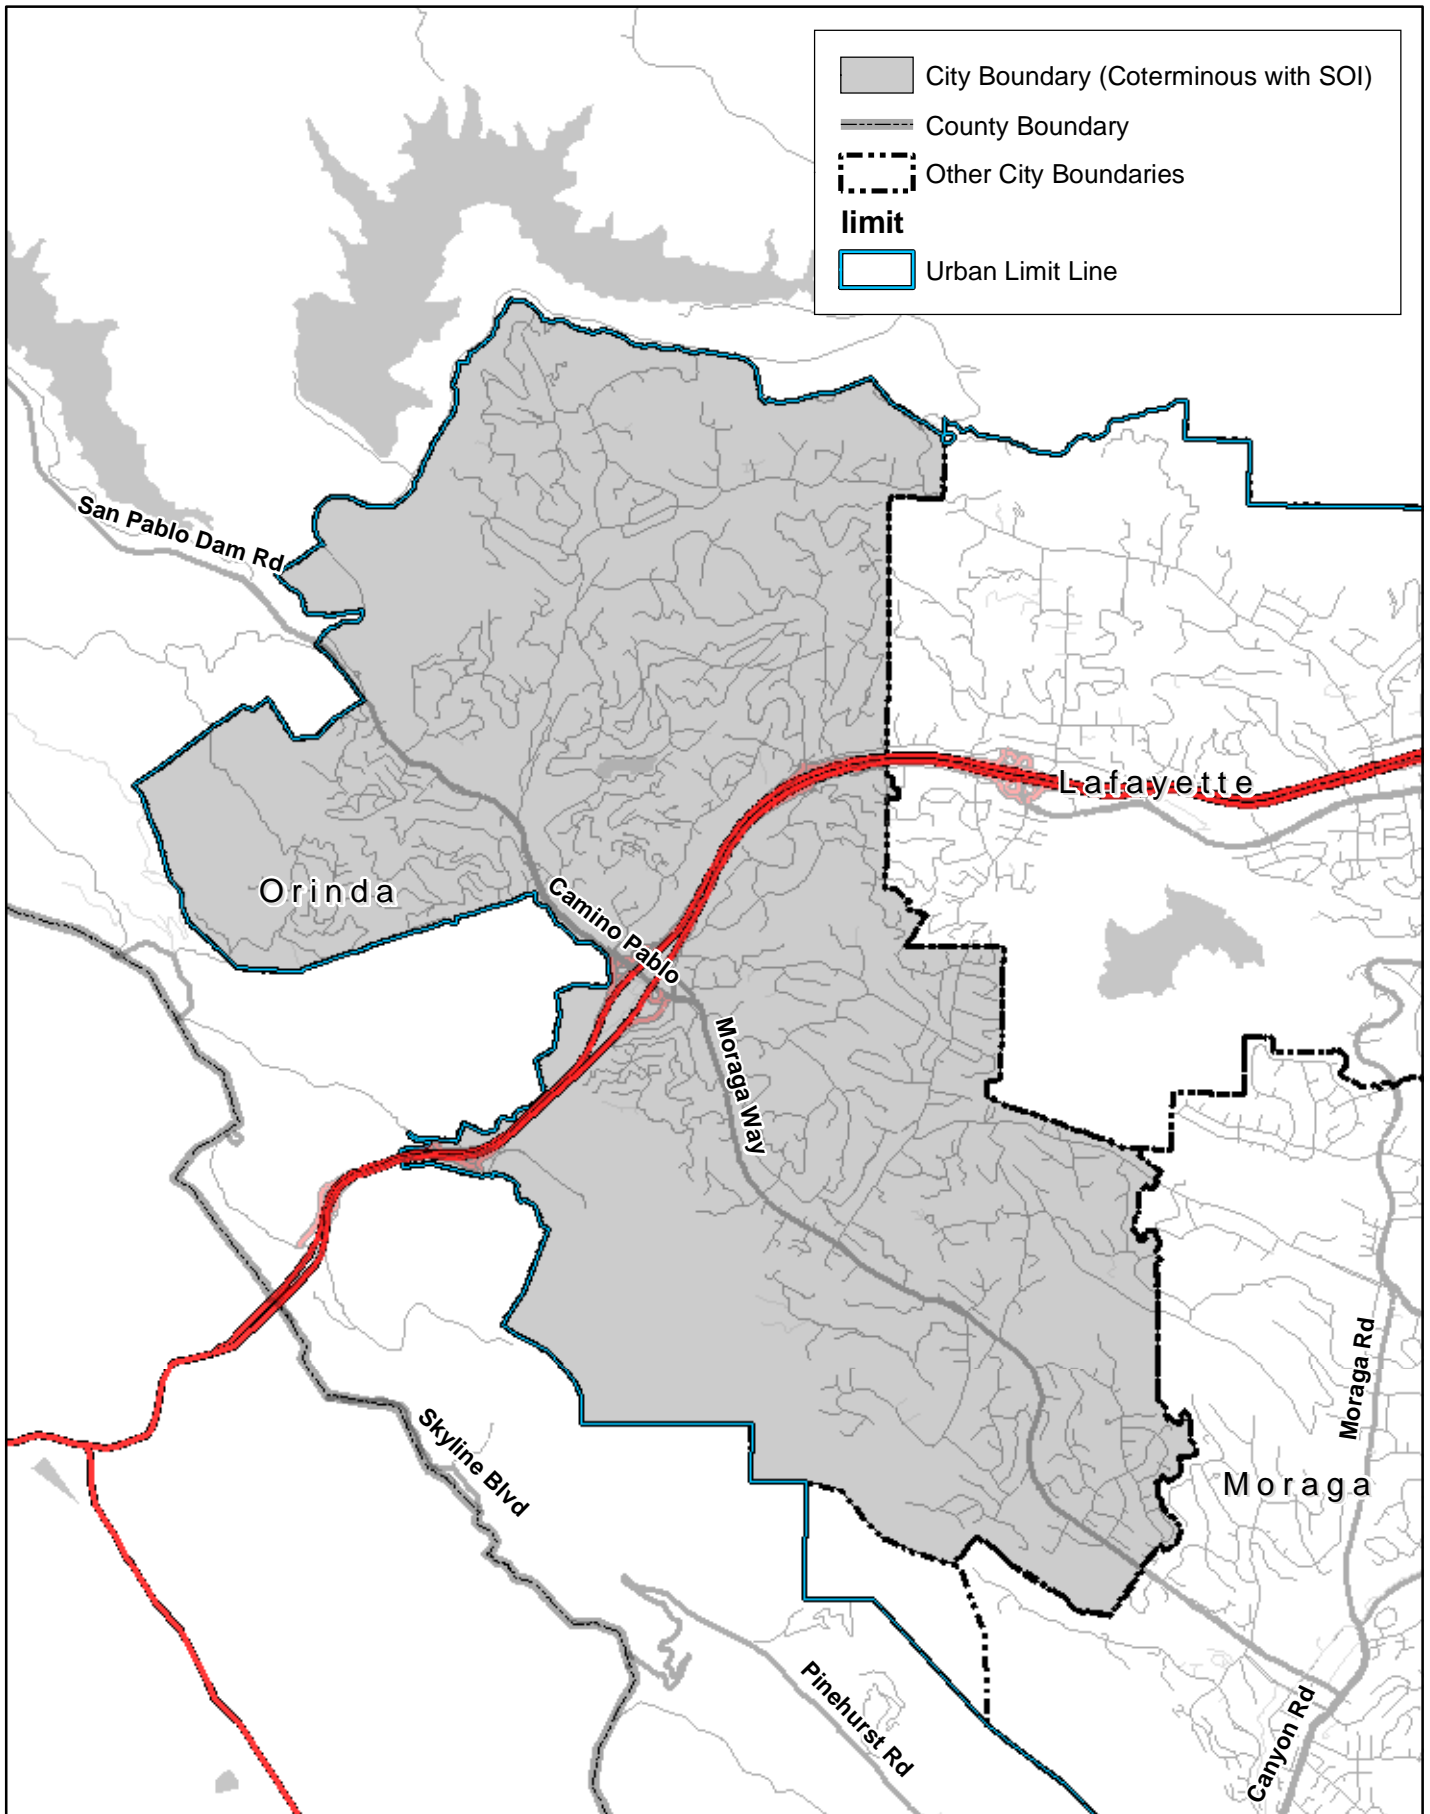 City Boundary (Coterminous with SOI)
County Boundary
Other City Boundaries
limit
Urban Limit Line
San Pablo Dam Rd
Lafayette
Orinda
Camino Pablo
Moraga Way
Moraga Rd
Skyline Blvd
Moraga
Pinehurst Rd
Canyon Rd